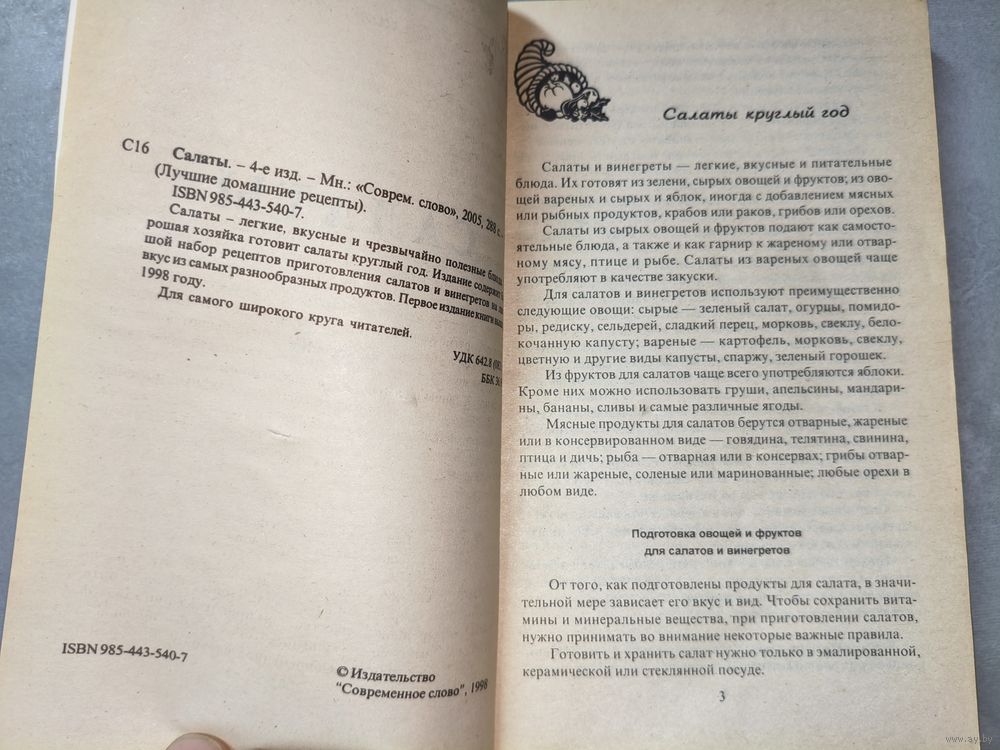 С16 Салаты. – 4-е изд. – Мн.: «Соврем. слово», 2005, 288 с. –
(Лучшие домашние рецепты).
ISBN 985-443-540-7.
Салаты – легкие, вкусные и чрезвычайно полезные
рошая хозяйка готовит салаты круглый год. Издание содержит
шой набор рецептов приготовления салатов и винегретов на
вкус из самых разнообразных продуктов. Первое издание книги
1998 году.
Для самого широкого круга читателей.
УДК 642.8
ББК 36
ISBN 985-443-540-7
© Издательство
"Современное слово", 1998
Салаты круглый год
Салаты и винегреты — легкие, вкусные и питательные
блюда. Их готовят из зелени, сырых овощей и фруктов; из ово-
щей вареных и сырых и яблок, иногда с добавлением мясных
или рыбных продуктов, крабов или раков, грибов или орехов.
Салаты из сырых овощей и фруктов подают как самосто-
ятельные блюда, а также и как гарнир к жареному или отвар-
ному мясу, птице и рыбе. Салаты из вареных овощей чаще
употребляют в качестве закуски.
Для салатов и винегретов используют преимущественно
следующие овощи: сырые — зеленый салат, огурцы, помидо-
ры, редиску, сельдерей, сладкий перец, морковь, свеклу, бело-
кочанную капусту; вареные — картофель, морковь, свеклу,
цветную и другие виды капусты, спаржу, зеленый горошек.
Из фруктов для салатов чаще всего употребляются яблоки.
Кроме них можно использовать груши, апельсины, мандари-
ны, бананы, сливы и самые различные ягоды.
Мясные продукты для салатов берутся отварные, жареные
или в консервированном виде — говядина, телятина, свинина,
птица и дичь; рыба — отварная или в консервах; грибы отвар-
ные или жареные, соленые или маринованные; любые орехи в
любом виде.
Подготовка овощей и фруктов
для салатов и винегретов
От того, как подготовлены продукты для салата, в значи-
тельной мере зависает его вкус и вид. Чтобы сохранить вита-
мины и минеральные вещества, при приготовлении салатов,
нужно принимать во внимание некоторые важные правила.
Готовить и хранить салат нужно только в эмалированной,
керамической или стеклянной посуде.
3
www.ay.by